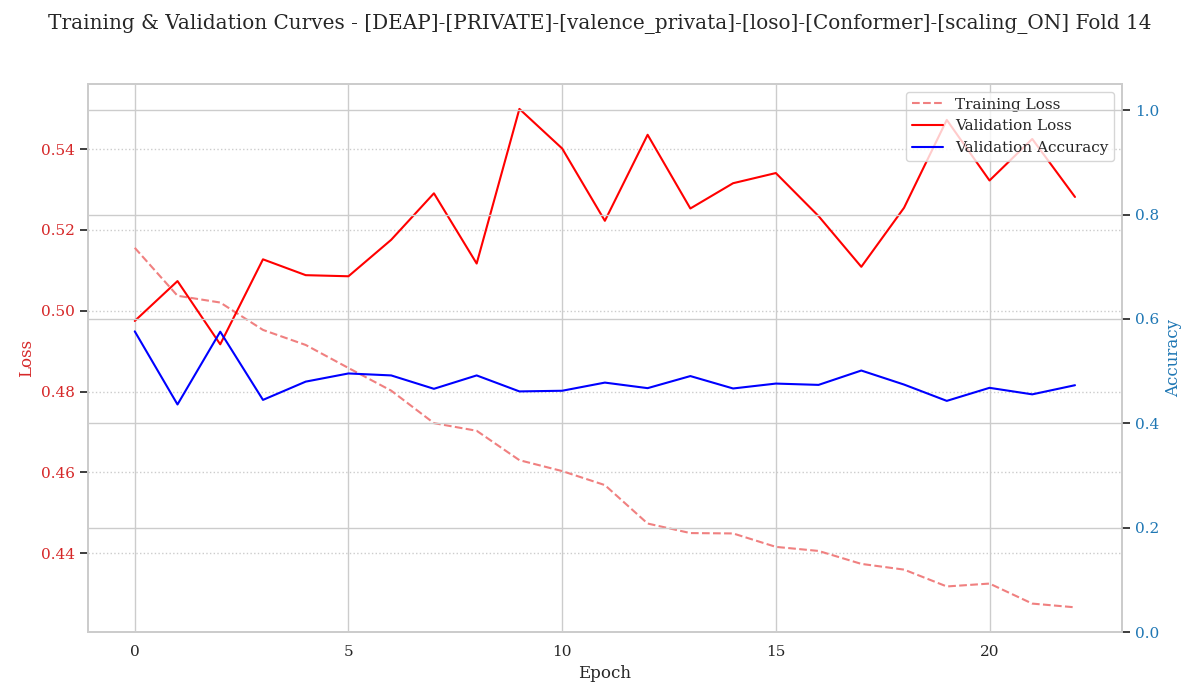 Training & Validation Curves - [DEAP]-[PRIVATE]-[valence_privata]-[loso]-[Conformer]-[scaling_ON] Fold 14
Training Loss
Validation Loss
Validation Accuracy
0.54
0.52
0.50
0.48
0.46
0.44
Loss
1.0
0.8
0.6
0.4
0.2
0.0
Accuracy
0
5
10
15
20
Epoch